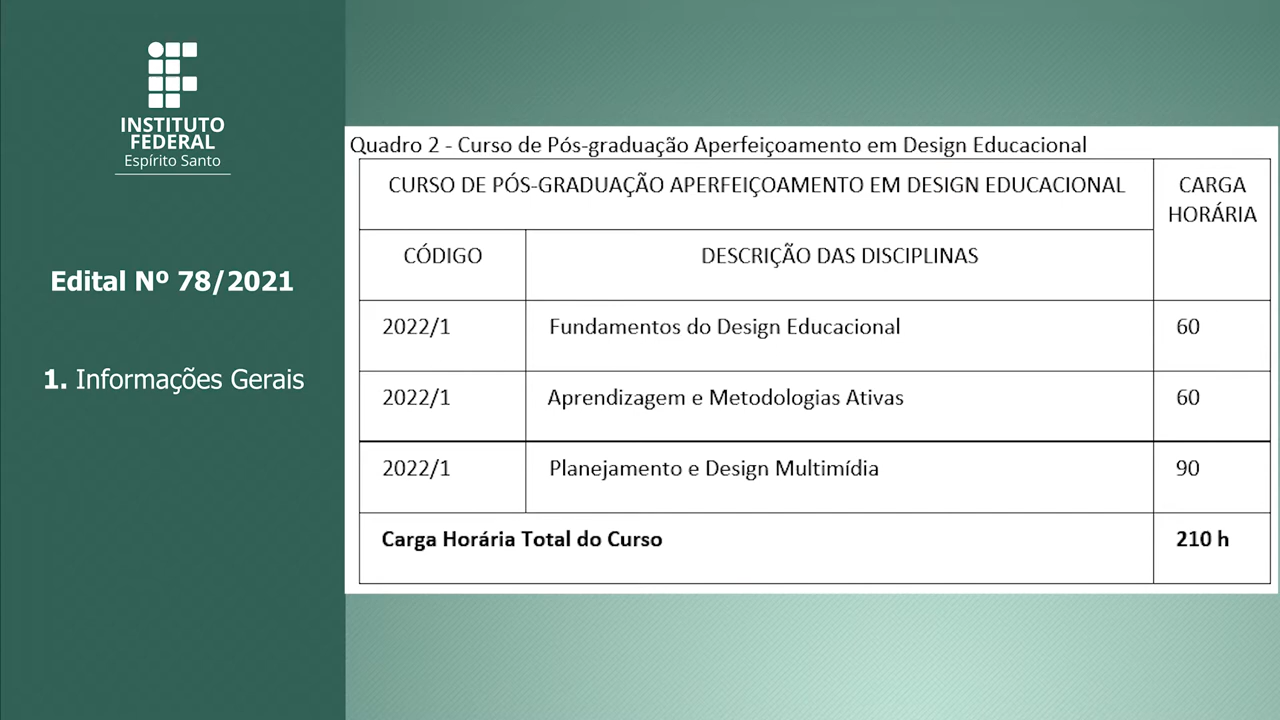 INSTITUTO
FEDERAL
Espírito Santo
Edital Nº 78/2021
1. Informações Gerais
Quadro 2 - Curso de Pós-graduação Aperfeiçoamento em Design Educacional
CURSO DE PÓS-GRADUAÇÃO APERFEIÇOAMENTO EM DESIGN EDUCACIONAL
CARGA
HORÁRIA
CÓDIGO
DESCRIÇÃO DAS DISCIPLINAS
2022/1 Fundamentos do Design Educacional 60
2022/1 Aprendizagem e Metodologias Ativas 60
2022/1 Planejamento e Design Multimídia 90
Carga Horária Total do Curso 210 h